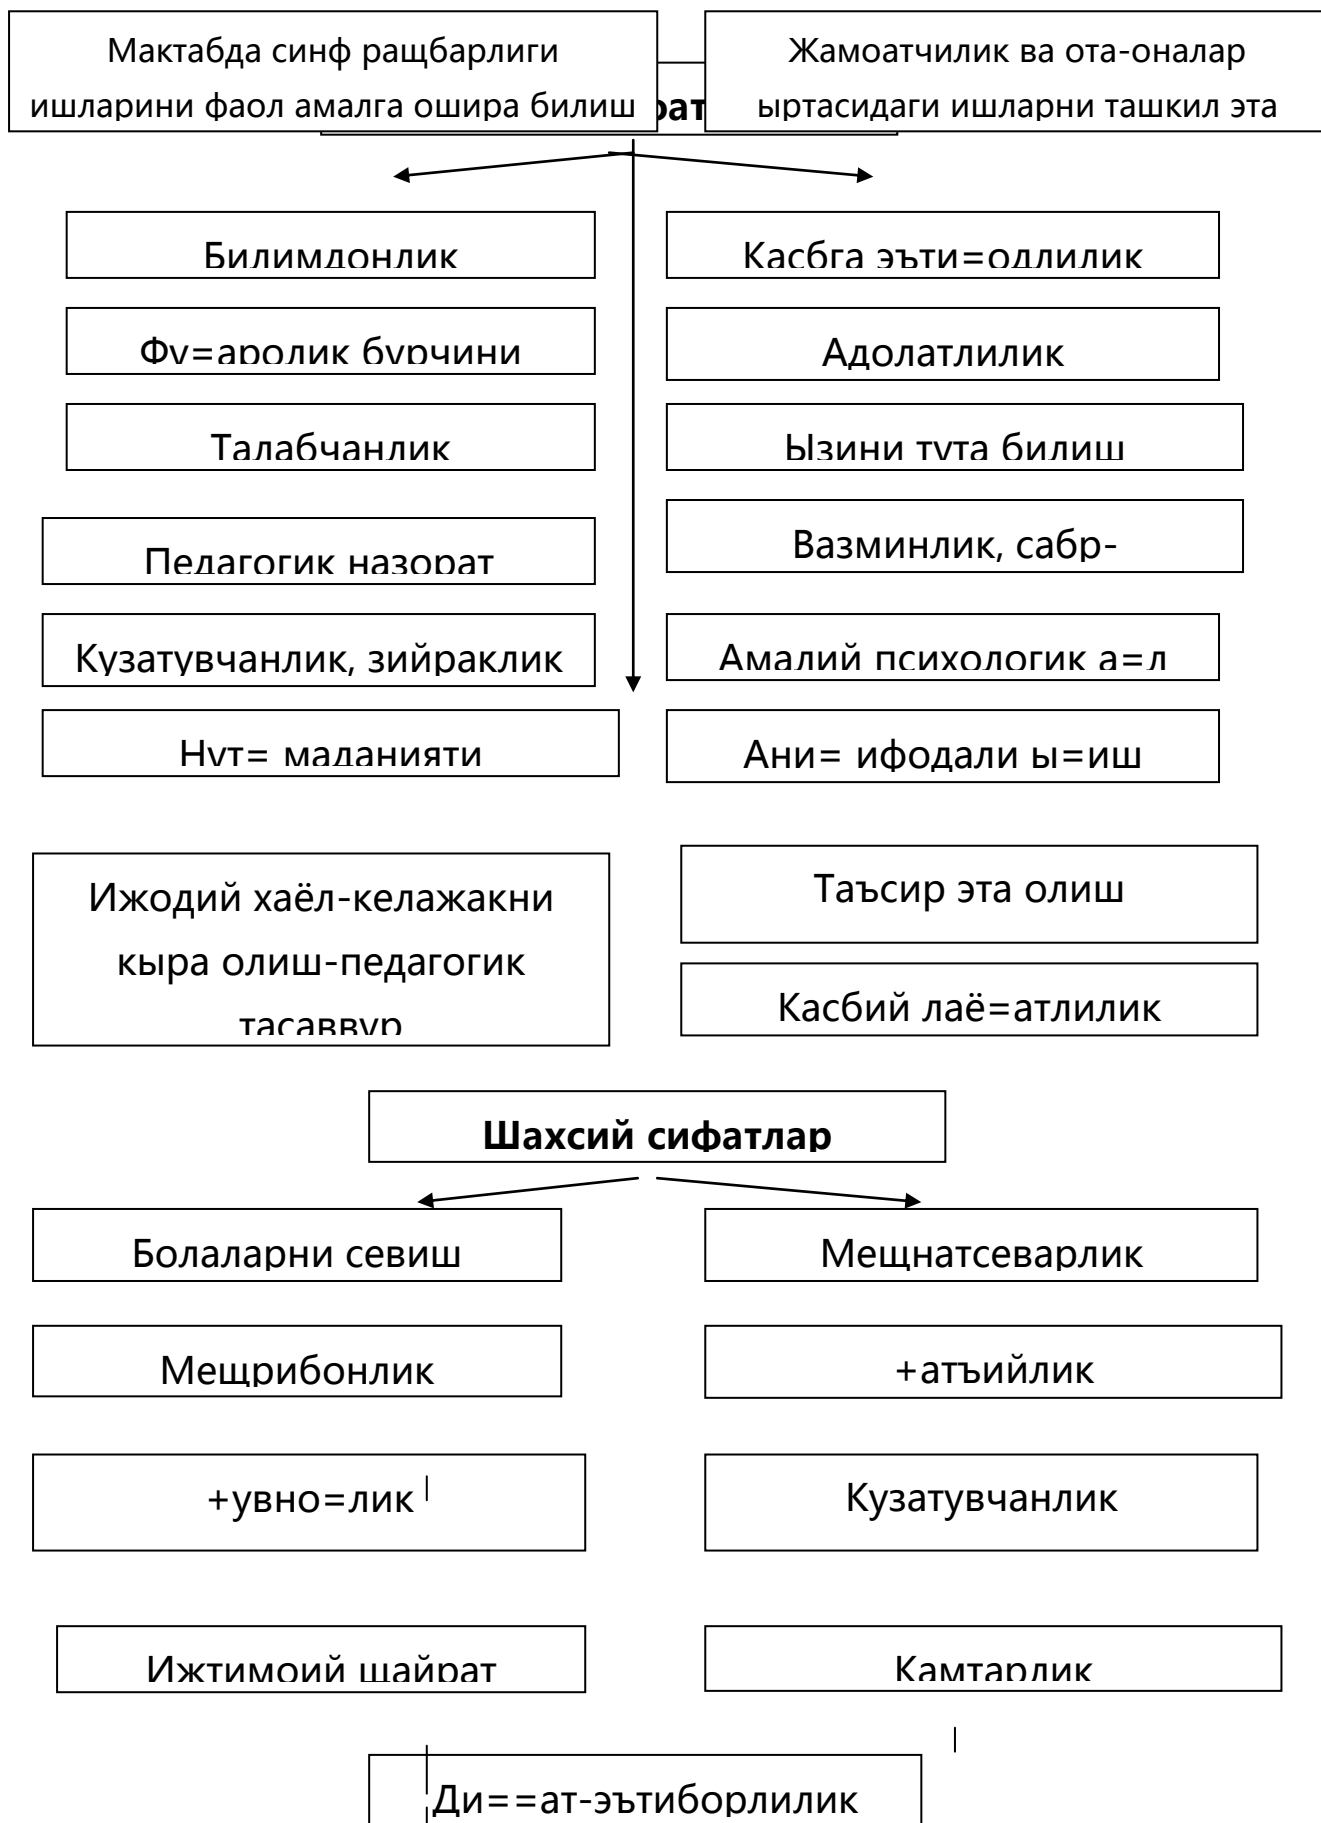 Мактабда синф ращбарлиги
ишларини фаол амалга ошира билиш
Жамоатчилик ва ота-оналар
ыртасидаги ишларни ташкил эта
Билимдонлик
Касбга эъти=одлилик
Фу=аролик бурчини
Адолатлилик
Талабчанлик
Ызини тута билиш
Педагогик назорат
Вазминлик, сабр-
Кузатувчанлик, зийраклик
Амалий психологик а=л
Нут= маданияти
Ани= ифодали ы=иш
Ижодий хаёл-келажакни
кыра олиш-педагогик
тасаввур
Таъсир эта олиш
Касбий лаё=атлилик
Шахсий сифатлар
Болаларни севиш
Мещнатсеварлик
Мещрибонлик
+атъийлик
+увно=лик
Кузатувчанлик
Ижтимоий щайрат
Камтарлик
Ди==ат-эътиборлилик